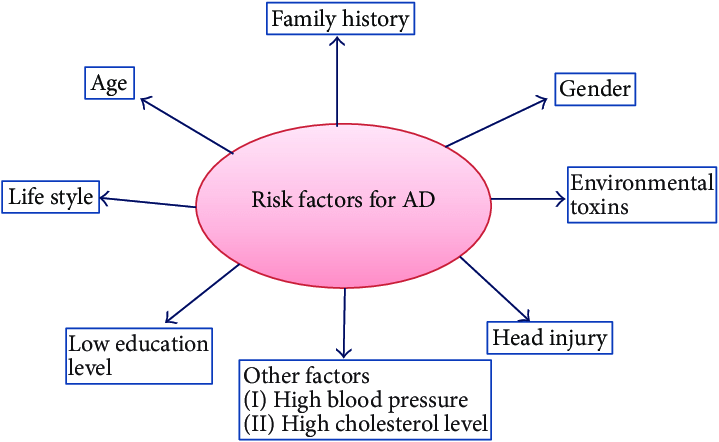 Family history
Age
Gender
Risk factors for AD
Life style
Environmental
toxins
Low education
level
Head injury
Other factors
(I) High blood pressure
(II) High cholesterol level